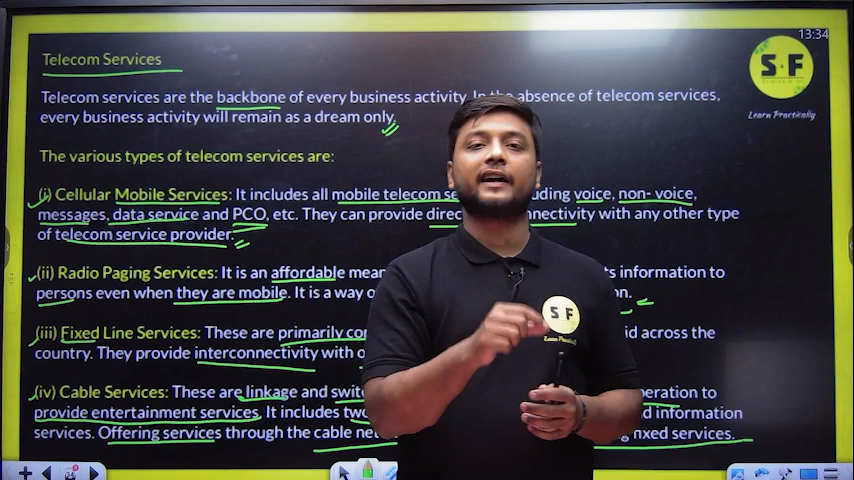 13:34
S F
Learn Practically
Telecom Services
Telecom services are the backbone of every business activity. In the absence of telecom services,
every business activity will remain as a dream only.
The various types of telecom services are:
(i) Cellular Mobile Services: It includes all mobile telecom se uding voice, non- voice,
messages, data service and PCO, etc. They can provide direc nnectivity with any other type
of telecom service provider.
(ii) Radio Paging Services: It is an affordable mean ts information to
persons even when they are mobile. It is a way o n.
(iii) Fixed Line Services: These are primarily co id across the
country. They provide interconnectivity with o
(iv) Cable Services: These are linkage and switc eration to
provide entertainment services. It includes two d information
services. Offering services through the cable net g fixed services.
S F
Learn Practically